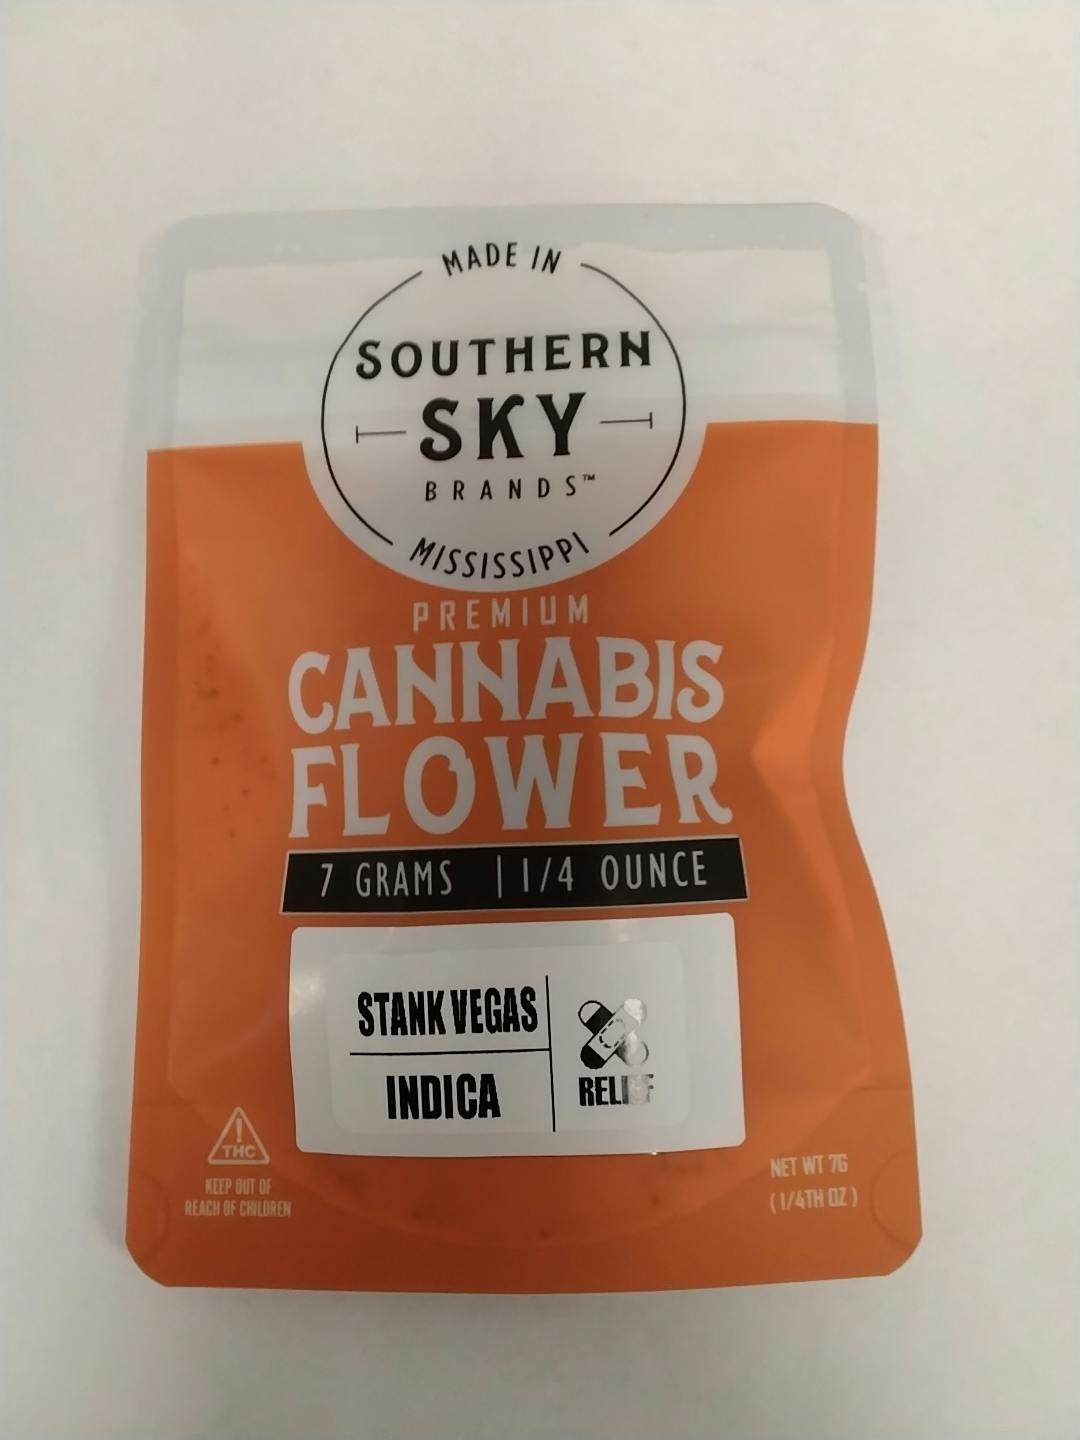 MADE IN
SOUTHERN
SKY
BRANDS™
MISSISSIPPI
PREMIUM
CANNABIS
FLOWER
7 GRAMS | 1/4 OUNCE
STANK VEGAS
INDICA
RELIEF
THC
KEEP OUT OF
REACH OF CHILDREN
NET WT 7G
(1/4TH OZ)